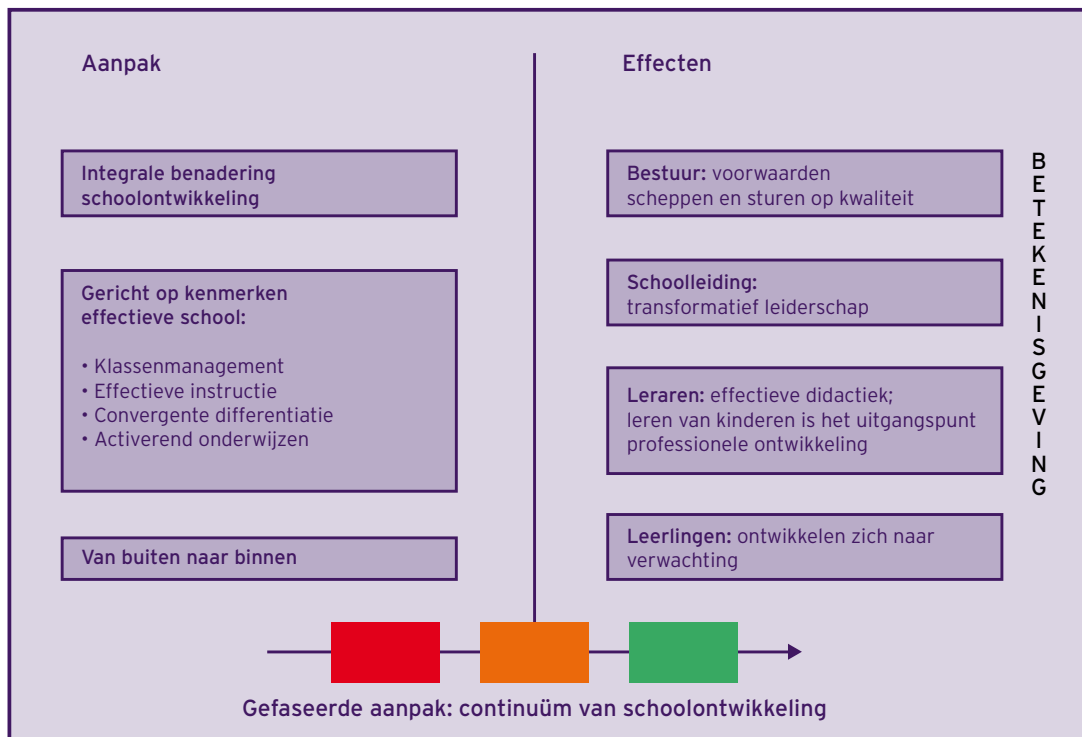 Aanpak
Integrale benadering
schoolontwikkeling
Gericht op kenmerken
effectieve school:
• Klassenmanagement
• Effectieve instructie
• Convergente differentiatie
• Activerend onderwijzen
Van buiten naar binnen
Effecten
Bestuur: voorwaarden
scheppen en sturen op kwaliteit
Schoolleiding:
transformatief leiderschap
Leraren: effectieve didactiek;
leren van kinderen is het uitgangspunt
professionele ontwikkeling
Leerlingen: ontwikkelen zich naar
verwachting
BETEKENISGEVING
Gefaseerde aanpak: continuüm van schoolontwikkeling